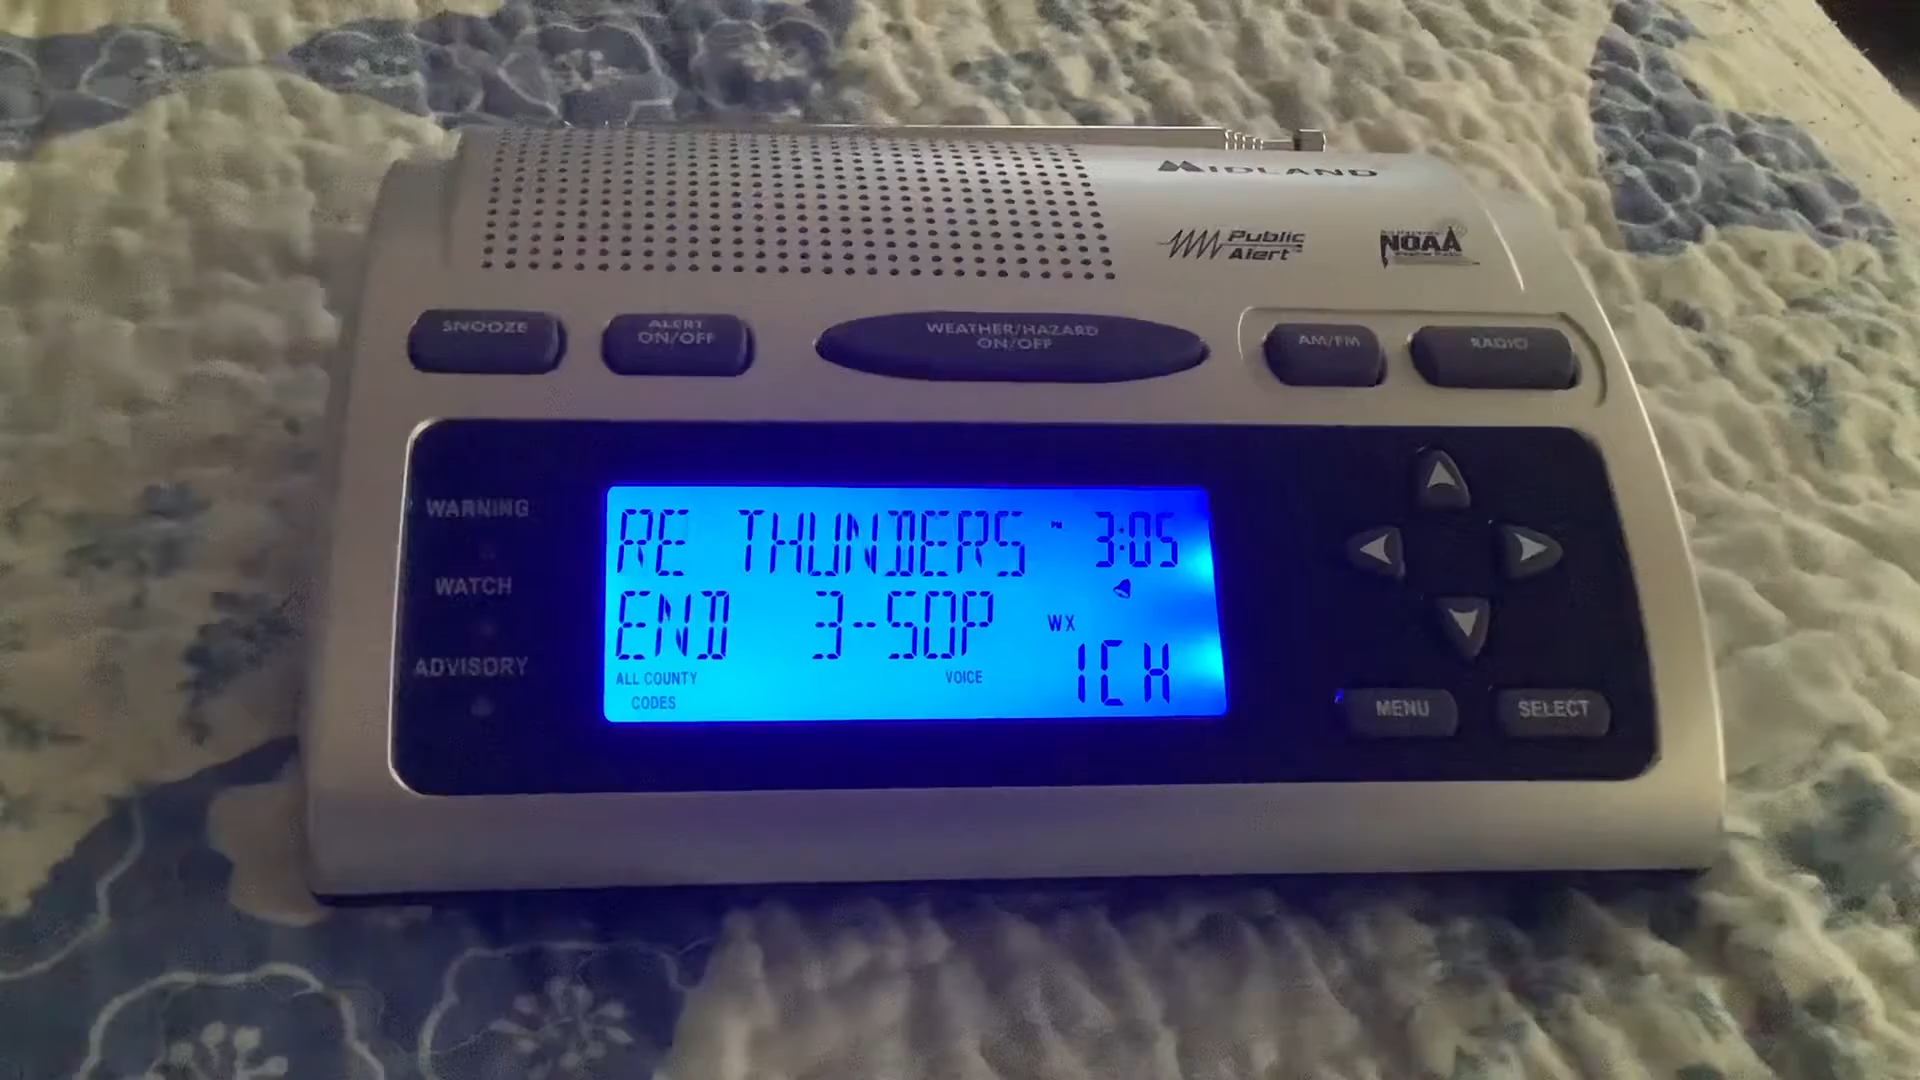 MIDLAND
Public
Alert
NOAA
SNOOZE
ALERT
ON/OFF
WEATHER/HAZARD
ON/OFF
AM/FM
RADIO
WARNING
WATCH
ADVISORY
RE THUNDERS
PM 3:05
END 3-50P
WX
1CH
ALL COUNTY
CODES
VOICE
MENU
SELECT